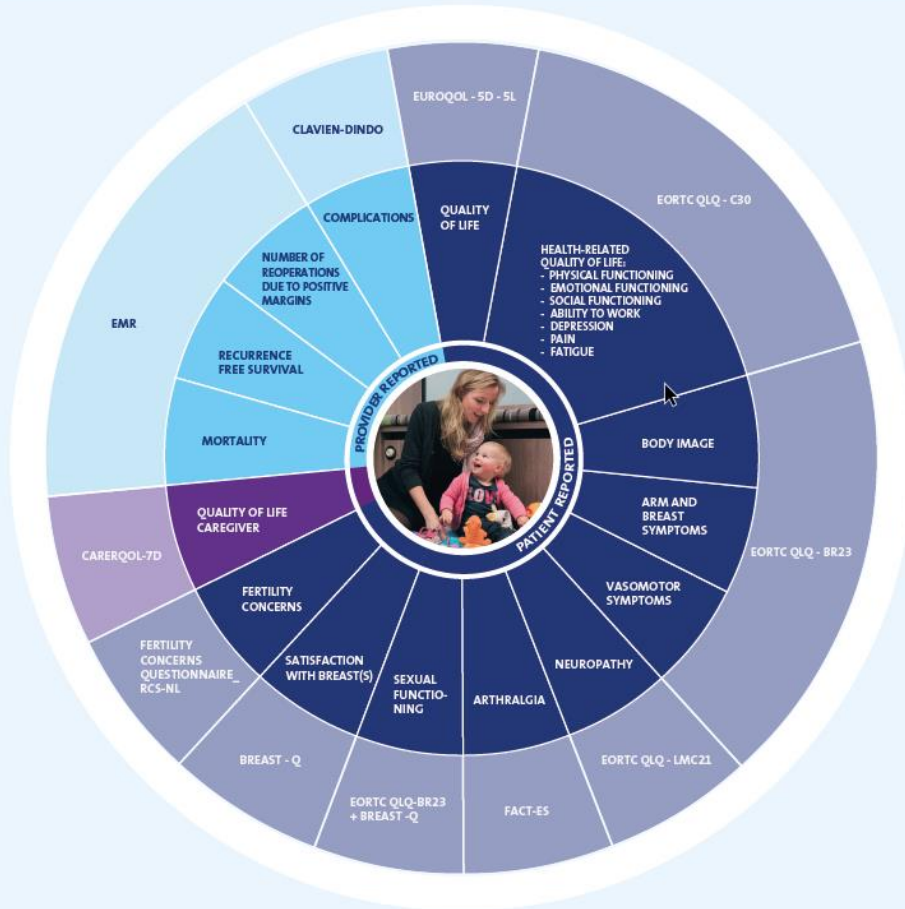 EUROQOL - 5D - 5L
CLAVIEN-DINDO
EORTC QLQ - C30
COMPLICATIONS
QUALITY
OF LIFE
NUMBER OF
REOPERATIONS
DUE TO POSITIVE
MARGINS
HEALTH-RELATED
QUALITY OF LIFE:
- PHYSICAL FUNCTIONING
- EMOTIONAL FUNCTIONING
- SOCIAL FUNCTIONING
- ABILITY TO WORK
- DEPRESSION
- PAIN
- FATIGUE
EMR
RECURRENCE
FREE SURVIVAL
PROVIDER REPORTED
MORTALITY
BODY IMAGE
PATIENT REPORTED
LOVE
QUALITY OF LIFE
CAREGIVER
ARM AND
BREAST
SYMPTOMS
CARERQOL-7D
EORTC QLQ - BR23
FERTILITY
CONCERNS
VASOMOTOR
SYMPTOMS
FERTILITY
CONCERNS
QUESTIONNAIRE_
RCS-NL
SATISFACTION
WITH BREAST(S)
SEXUAL
FUNCTIO-
NING
ARTHRALGIA
NEUROPATHY
BREAST - Q
EORTC QLQ-BR23
+ BREAST -Q
FACT-ES
EORTC QLQ - LMC21